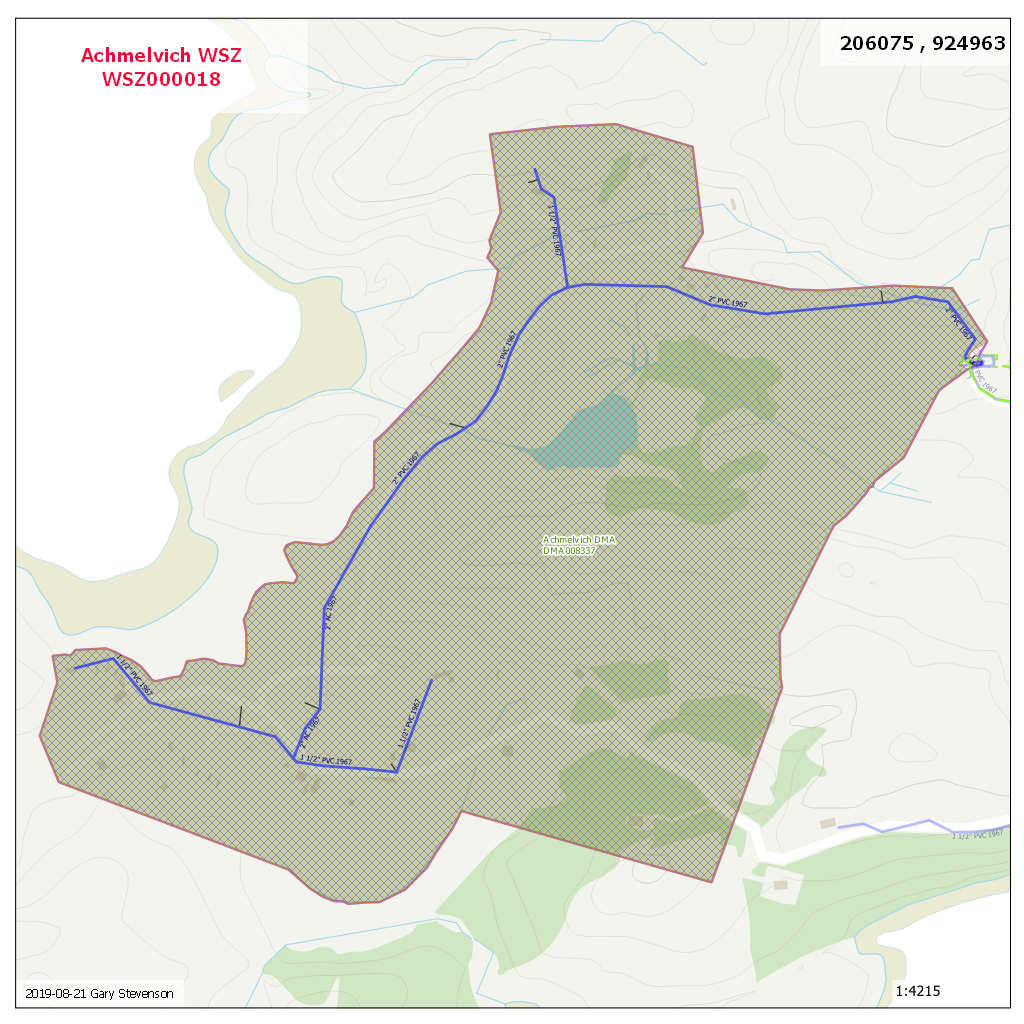 Achmelvich WSZ
WSZ000018
206075 , 924963
1 1/2" PVC 1967
2" PVC 1967
2" PVC 1967
PVC 1967
2" PVC 1967
2" PVC 1967
Achmelvich DMA
DMA008337
2" AC 1967
1 1/2" PVC 1967
2" AC 1967
1 1/2" PVC 1967
1 1/2" PVC 1967
1 1/2" PVC 1967
2019-08-21 Gary Stevenson
1:4215